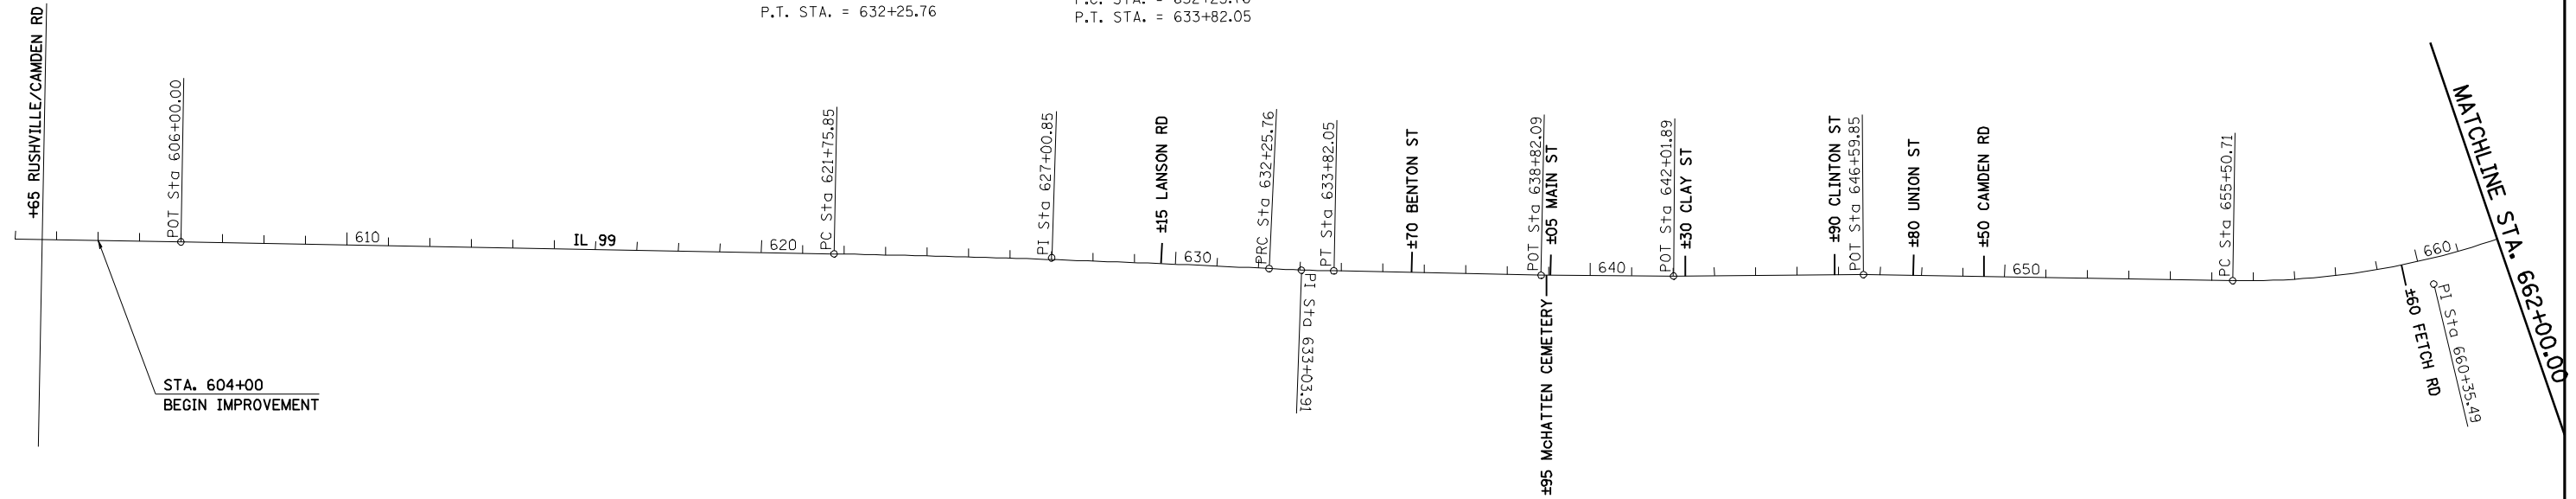 P.T. STA. = 632+25.76
P.C. STA. = 632+25.76
P.T. STA. = 633+82.05
+65 RUSHVILLE/CAMDEN RD
POT Sta 606+00.00
PC Sta 621+75.85
PI Sta 627+00.85
±15 LANSON RD
PRC Sta 632+25.76
PT Sta 633+82.05
±70 BENTON ST
POT Sta 638+82.09
±05 MAIN ST
POT Sta 642+01.89
±30 CLAY ST
±90 CLINTON ST
POT Sta 646+59.85
±80 UNION ST
±50 CAMDEN RD
PC Sta 655+50.71
MATCHLINE STA. 662+00.00
610
IL 99
620
630
640
650
660
PI Sta 633+03.91
±95 McHATTEN CEMETERY
±60 FETCH RD
PI Sta 660+35.49
STA. 604+00
BEGIN IMPROVEMENT